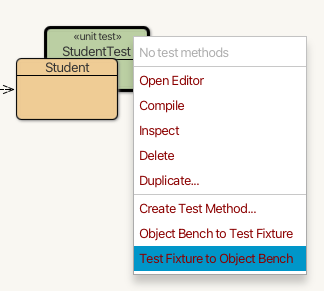 «unit test»
StudentTest
Student
No test methods
Open Editor
Compile
Inspect
Delete
Duplicate...
Create Test Method...
Object Bench to Test Fixture
Test Fixture to Object Bench